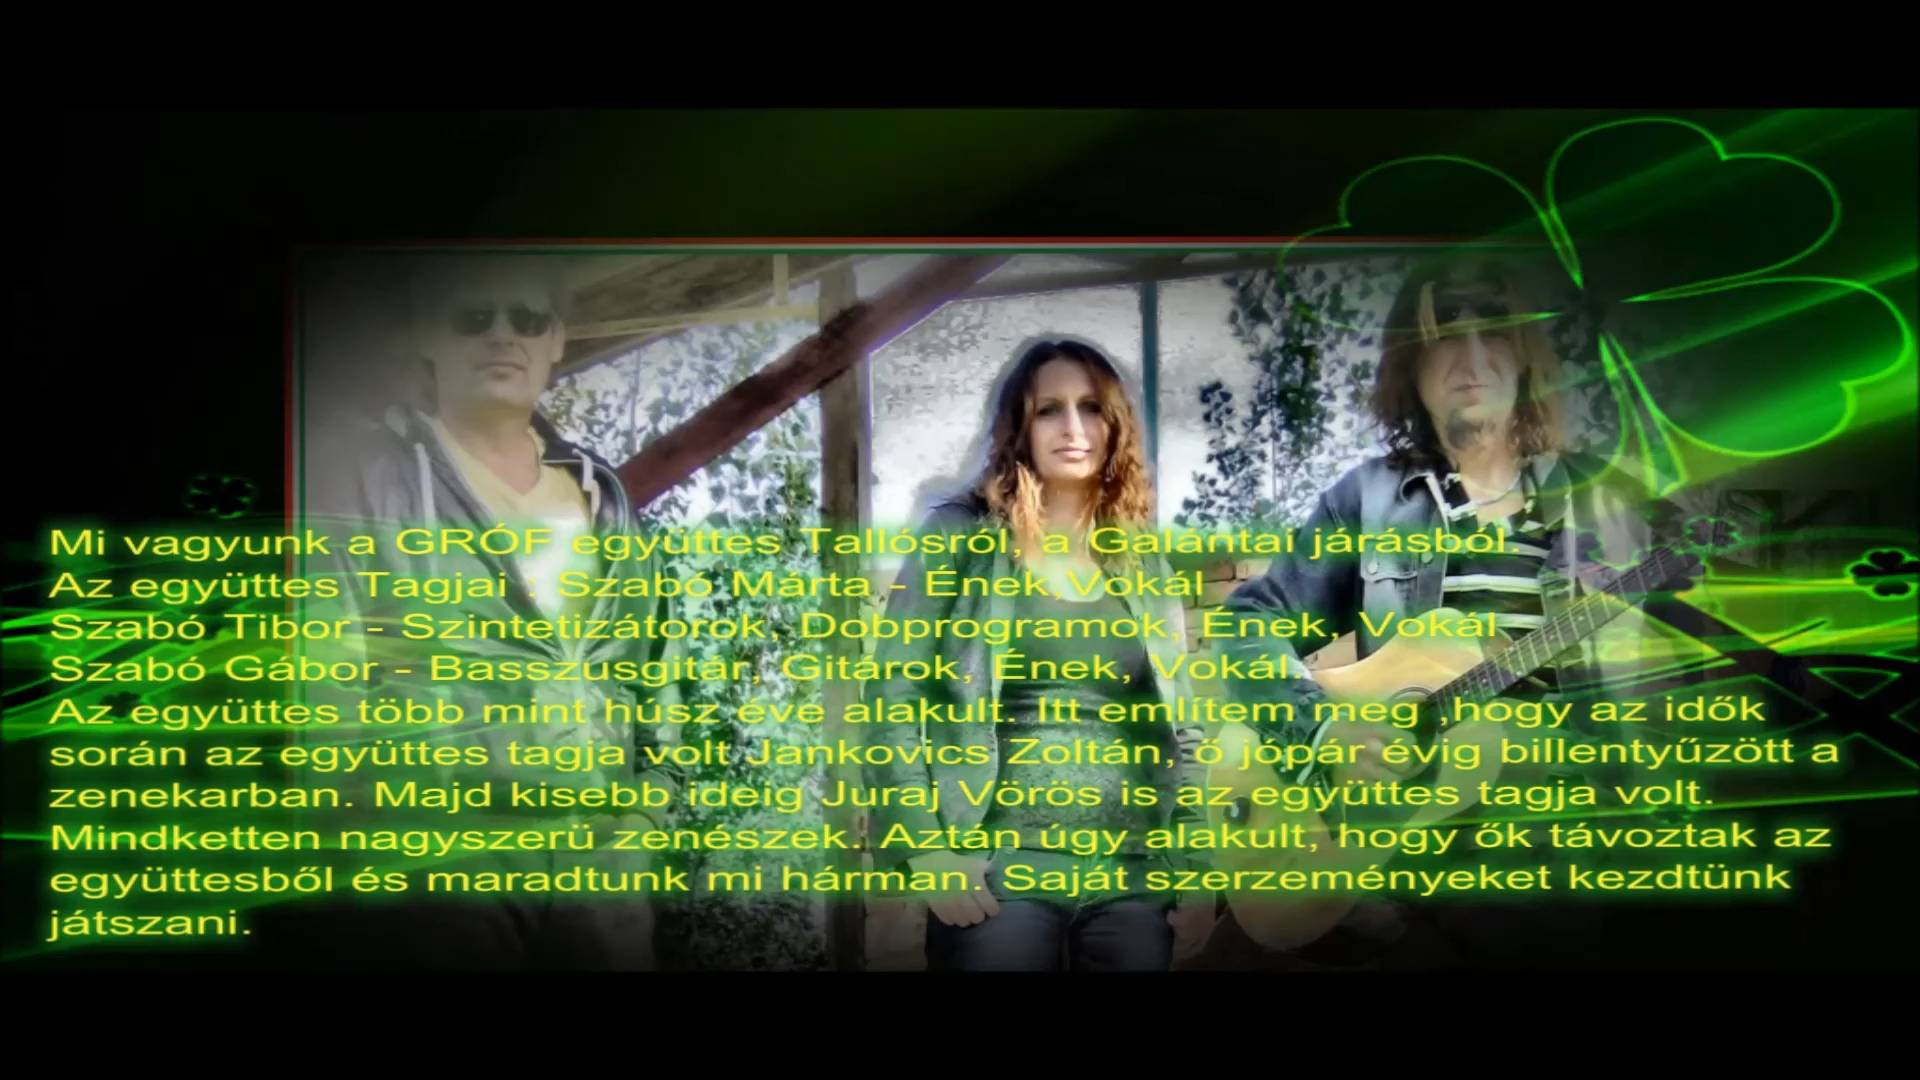 Mi vagyunk a GRÓF együttes Tallósról, a Galántai járásból.
Az együttes Tagjai : Szabó Márta - Ének,Vokál
Szabó Tibor - Szintetizátorok, Dobprogramok, Ének, Vokál
Szabó Gábor - Basszusgitár, Gitárok, Ének, Vokál.
Az együttes több mint húsz éve alakult. Itt említem meg ,hogy az idők
során az együttes tagja volt Jankovics Zoltán, ő jópár évig billentyűzött a
zenekarban. Majd kisebb ideig Juraj Vörös is az együttes tagja volt.
Mindketten nagyszerü zenészek. Aztán úgy alakult, hogy ők távoztak az
együttesből és maradtunk mi hárman. Saját szerzeményeket kezdtünk
játszani.